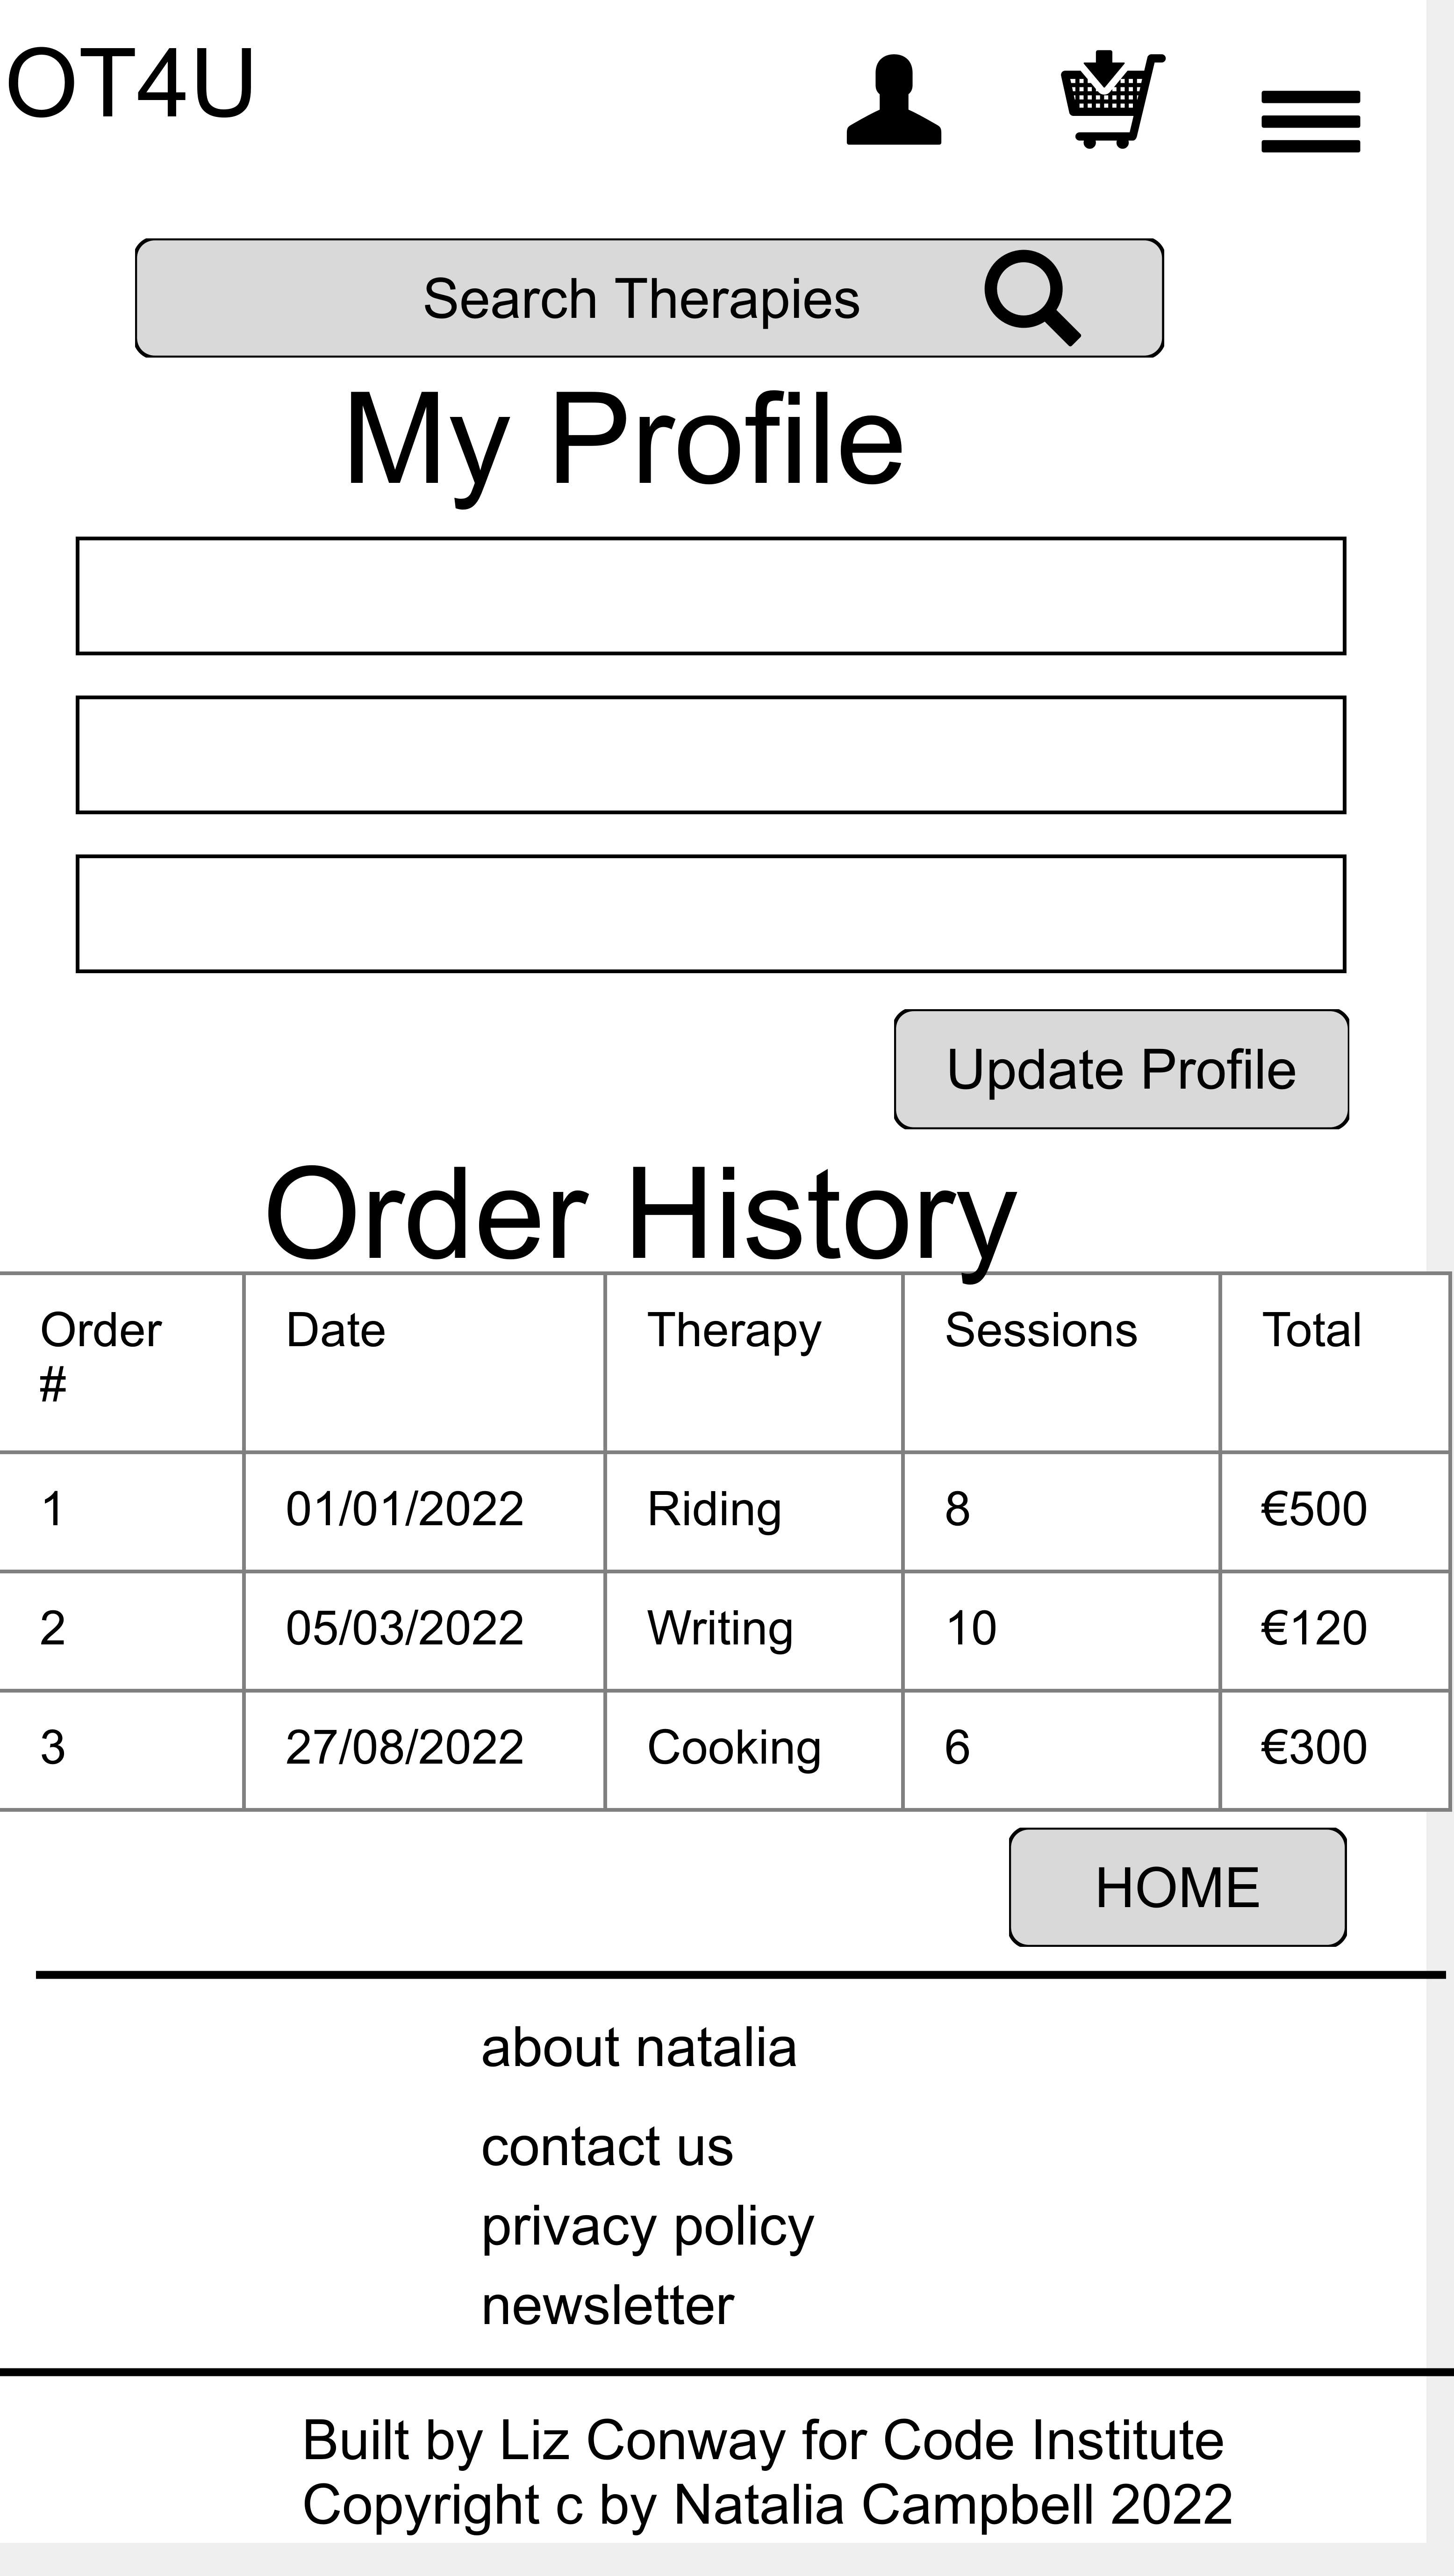 OT4U
Search Therapies
My Profile
Update Profile
Order History
Order # Date Therapy Sessions Total
1 01/01/2022 Riding 8 €500
2 05/03/2022 Writing 10 €120
3 27/08/2022 Cooking 6 €300
HOME
about natalia
contact us
privacy policy
newsletter
Built by Liz Conway for Code Institute
Copyright c by Natalia Campbell 2022